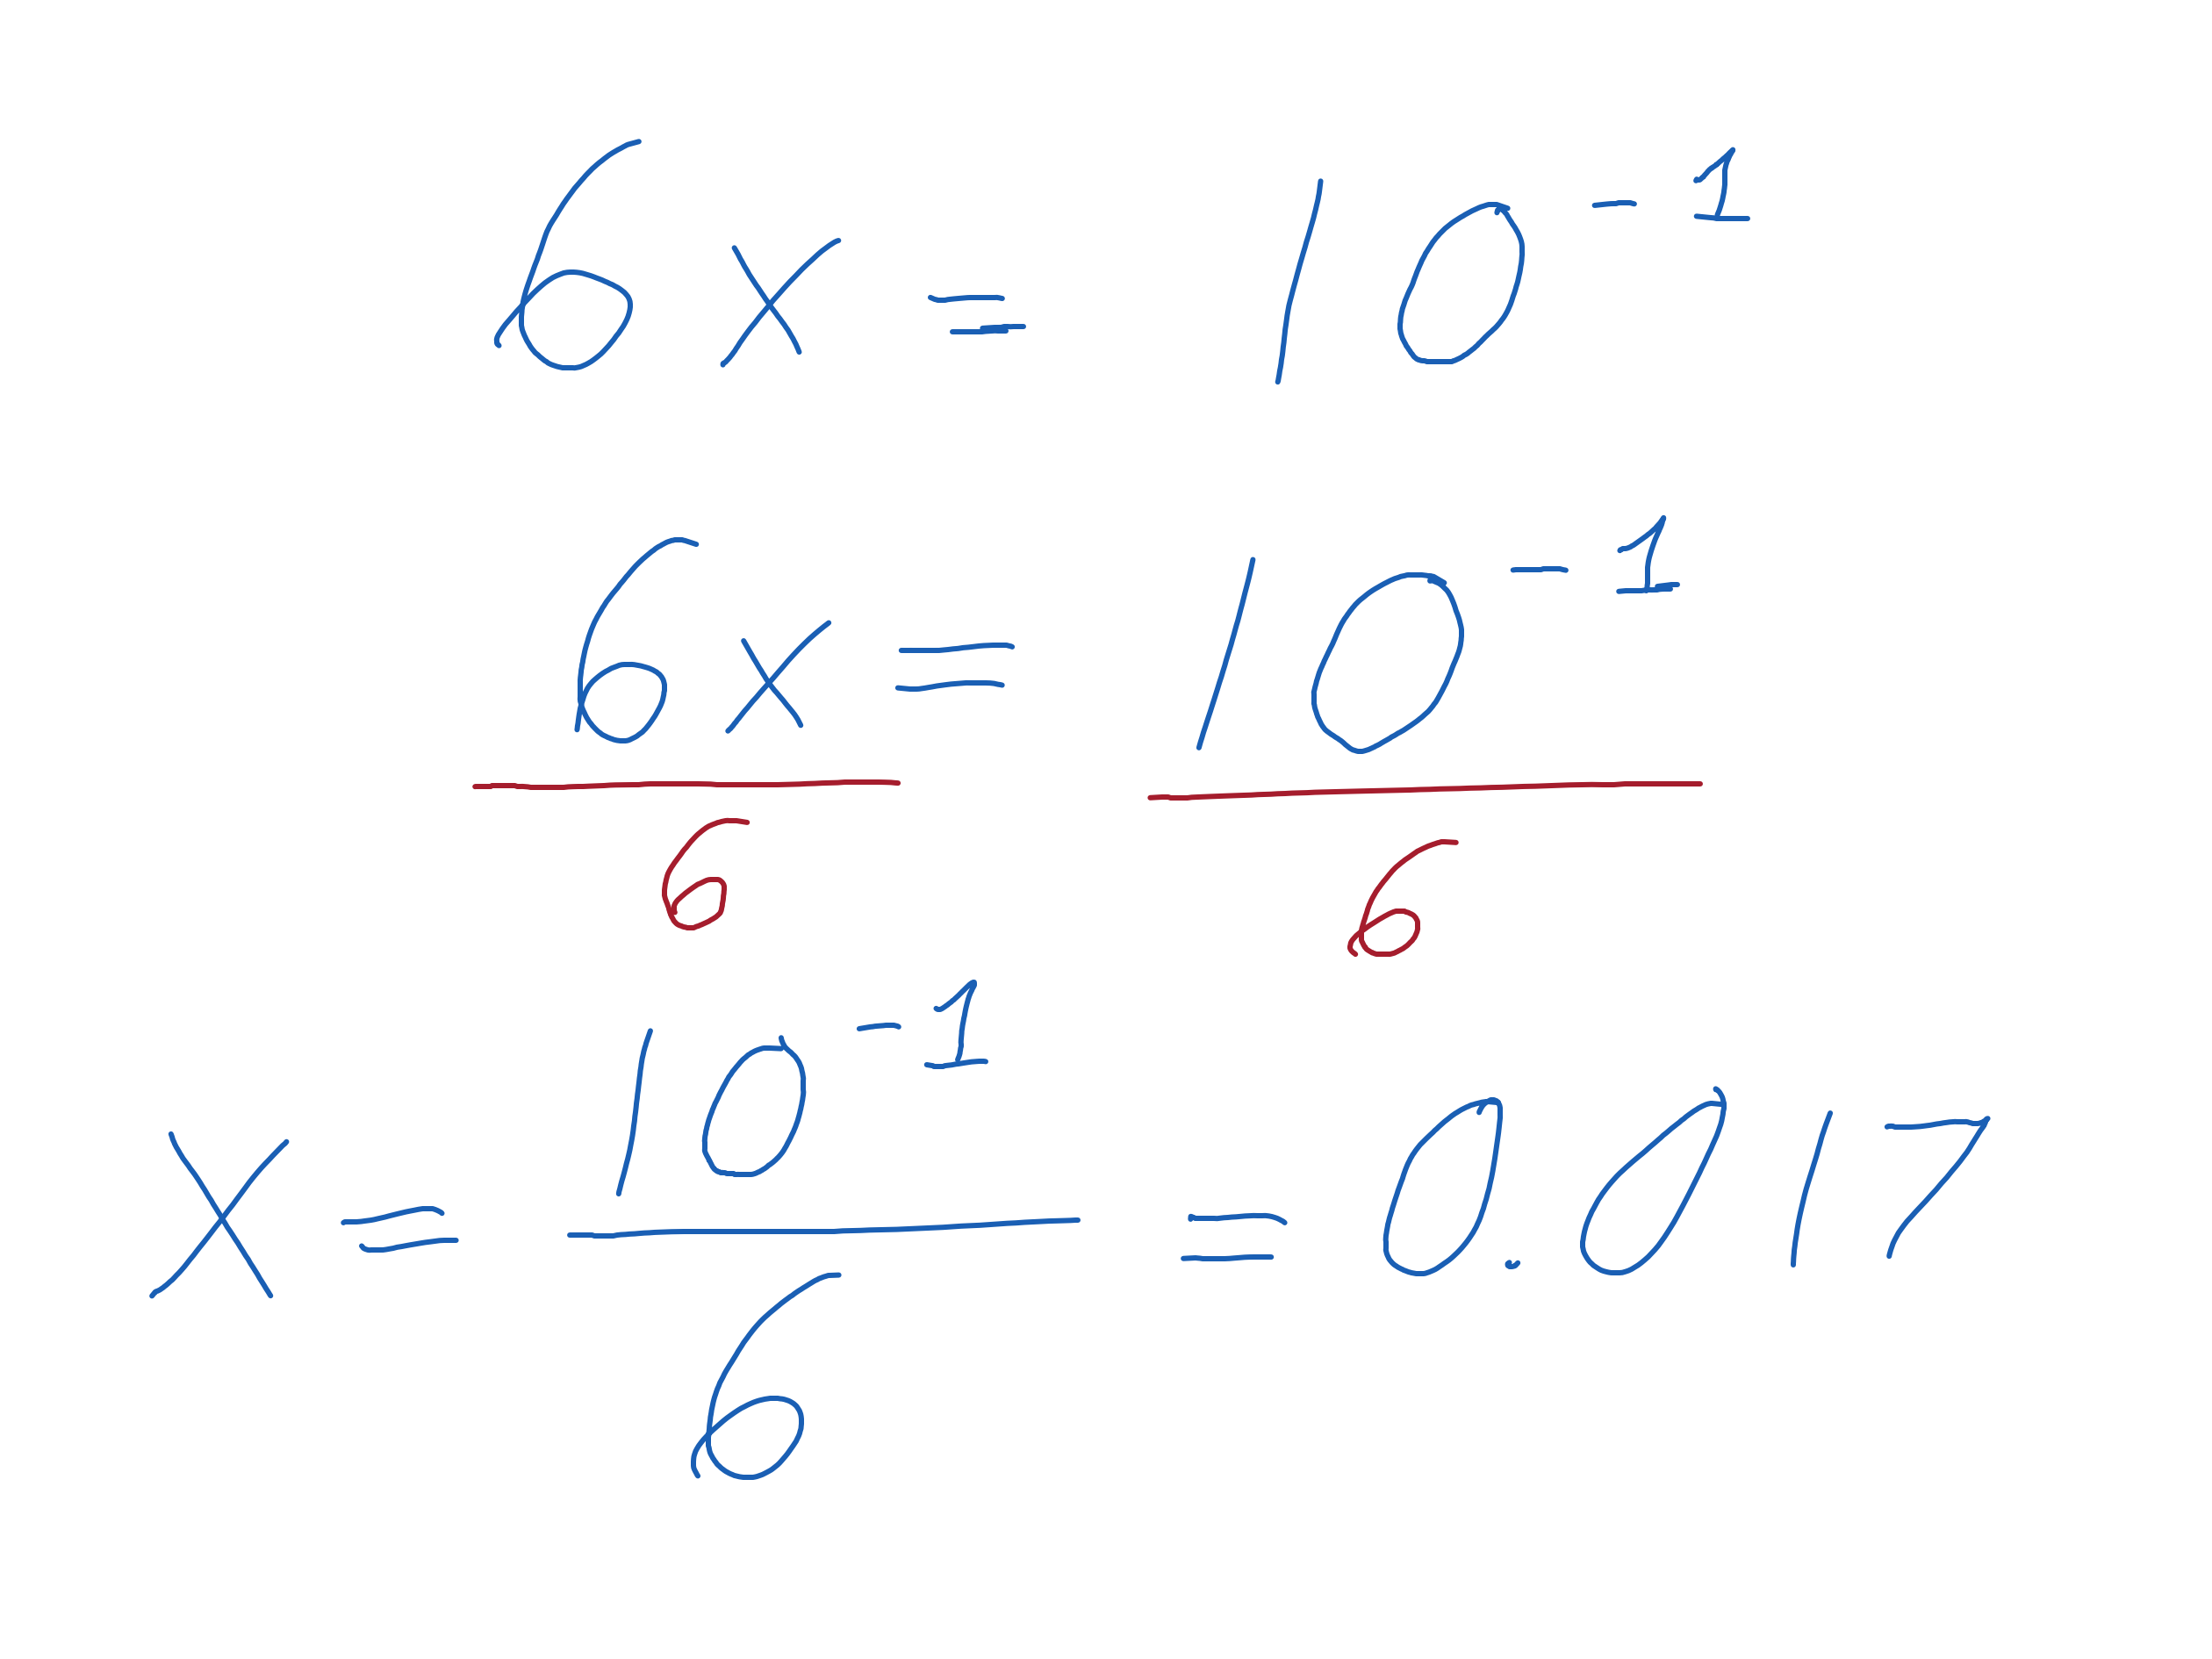 6x = 10⁻¹
6x = 10⁻¹
6 6
x = 10⁻¹ / 6 = 0.017